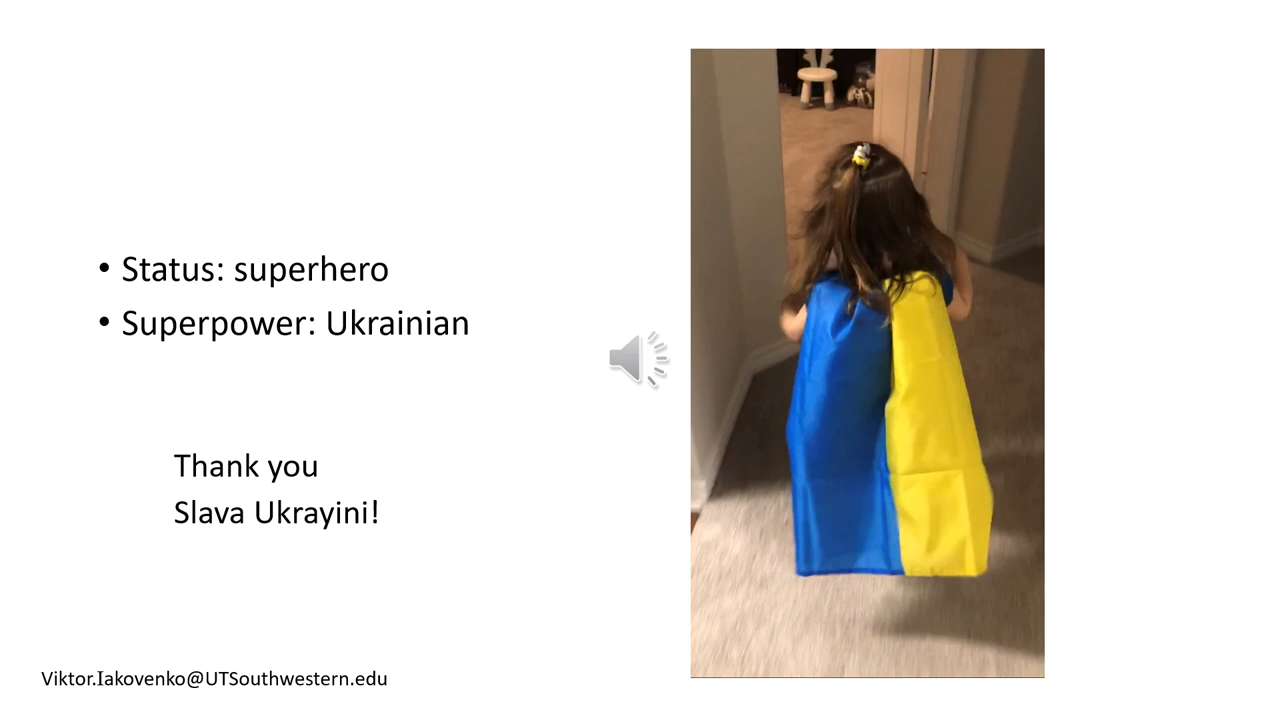 • Status: superhero
• Superpower: Ukrainian
Thank you
Slava Ukrayini!
Viktor.Iakovenko@UTSouthwestern.edu